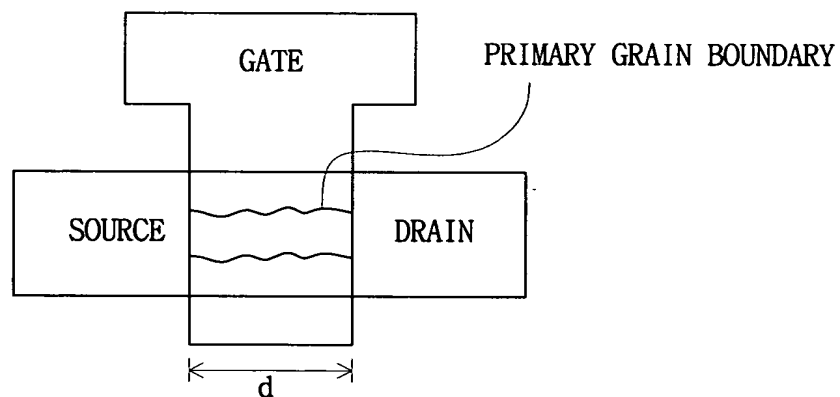 GATE
PRIMARY GRAIN BOUNDARY
SOURCE
DRAIN
d